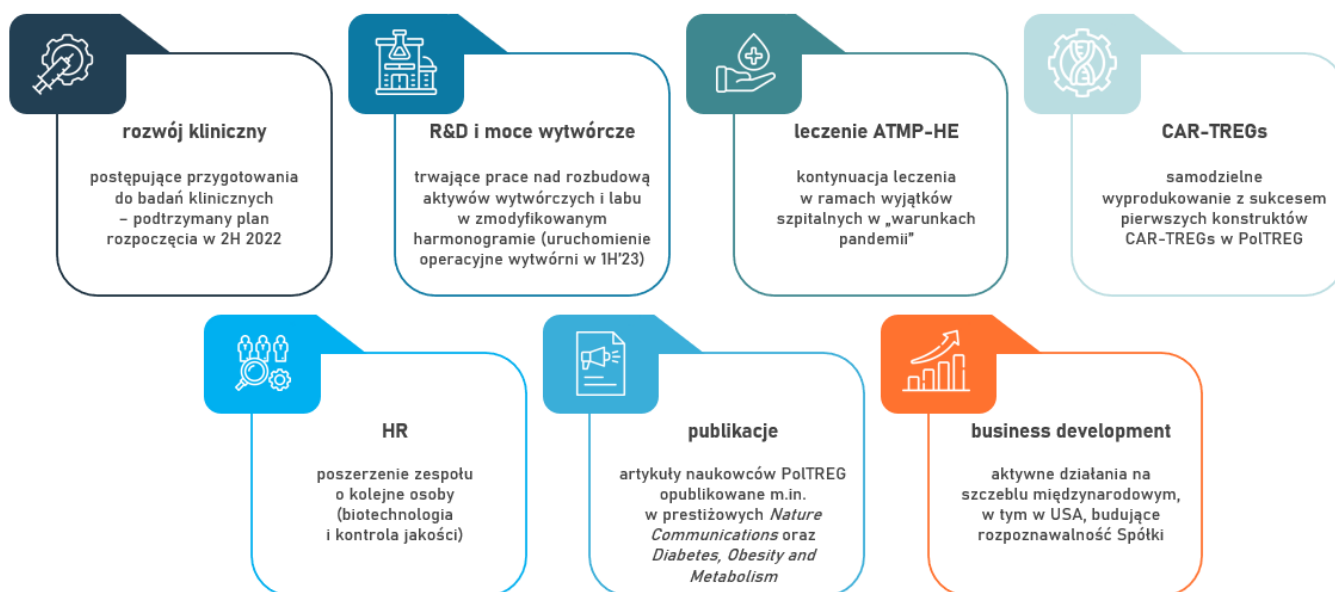 rozwój kliniczny
postępujące przygotowania
do badań klinicznych
– podtrzymany plan
rozpoczęcia w 2H 2022
R&D i moce wytwórcze
trwające prace nad rozbudową
aktywów wytwórczych i labu
w zmodyfikowanym
harmonogramie (uruchomienie
operacyjne wytwórni w 1H'23)
leczenie ATMP-HE
kontynuacja leczenia
w ramach wyjątków
szpitalnych w „warunkach
pandemii”
CAR-TREGs
samodzielne
wyprodukowanie z sukcesem
pierwszych konstruktów
CAR-TREGs w PolTREG
HR
poszerzenie zespołu
o kolejne osoby
(biotechnologia
i kontrola jakości)
publikacje
artykuły naukowców PolTREG
opublikowane m.in.
w prestiżowych Nature
Communications oraz
Diabetes, Obesity and
Metabolism
business development
aktywne działania na
szczeblu międzynarodowym,
w tym w USA, budujące
rozpoznawalność Spółki